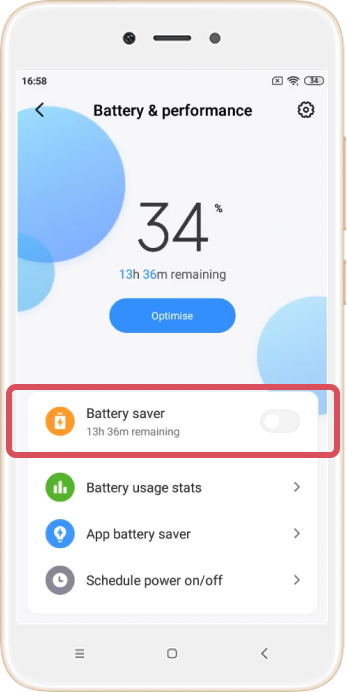 16:58
34
Battery & performance
34 %
13h 36m remaining
Optimise
Battery saver
13h 36m remaining
Battery usage stats
App battery saver
Schedule power on/off